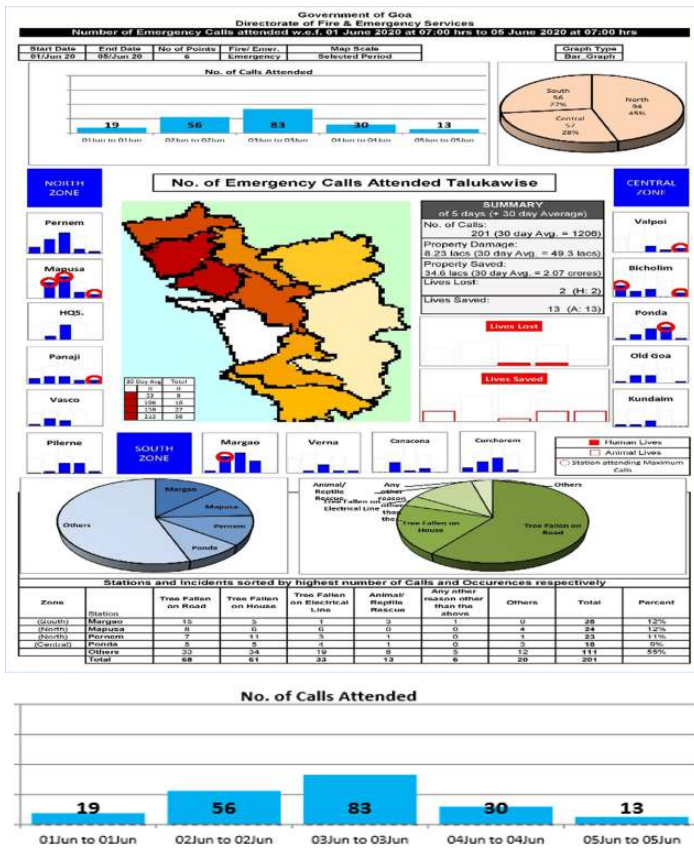 Government of Goa
Directorate of Fire & Emergency Services
Number of Emergency Calls attended w.e.f. 01 June 2020 at 07:00 hrs to 05 June 2020 at 07:00 hrs
Start Date End Date No of Points Fire/ Emer. Map Scale Graph Type
01/Jun 20 05/Jun 20 6 Emergency Selected Period Bar_Graph
No. of Calls Attended
19 56 83 30 13
01Jun to 01Jun 02Jun to 02Jun 03Jun to 03Jun 04Jun to 04Jun 05Jun to 05Jun
South
56
27%
North
94
45%
Central
57
28%
NORTH ZONE
No. of Emergency Calls Attended Talukawise
CENTRAL ZONE
Pernem
Mapusa
HQS.
Panaji
Vasco
Pilerne
SUMMARY
of 5 days (+ 30 day Average)
No. of Calls:
201 (30 day Avg. = 1206)
Property Damage:
8.23 lacs (30 day Avg. = 49.3 lacs)
Property Saved:
34.6 lacs (30 day Avg. = 2.07 crores)
Lives Lost:
2 (H: 2)
Lives Saved:
13 (A: 13)
Lives Lost
Lives Saved
Valpoi
Bicholim
Ponda
Old Goa
Kundaim
30 Day Avg Total
0 0
53 9
106 18
159 27
212 36
SOUTH ZONE
Margao
Verna
Canacona
Curchorem
Human Lives
Animal Lives
Station attending Maximum Calls
Margao
Mapusa
Pernem
Ponda
Others
Animal/ Reptile Rescue
Any other reason other than the
Others
Tree Fallen on Electrical Line
Tree Fallen on House
Tree Fallen on Road
Stations and Incidents sorted by highest number of Calls and Occurences respectively
Zone Station Tree Fallen on Road Tree Fallen on House Tree Fallen on Electrical Line Animal/ Reptile Rescue Any other reason other than the above Others Total Percent
(South) Margao 15 5 1 3 1 0 25 12%
(North) Mapusa 8 6 6 0 0 4 24 12%
(North) Pernem 7 11 3 1 0 1 23 11%
(Central) Ponda 5 5 4 1 0 3 18 9%
Others 33 34 19 8 5 12 111 55%
Total 68 61 33 13 6 20 201
No. of Calls Attended
19 56 83 30 13
01Jun to 01Jun 02Jun to 02Jun 03Jun to 03Jun 04Jun to 04Jun 05Jun to 05Jun